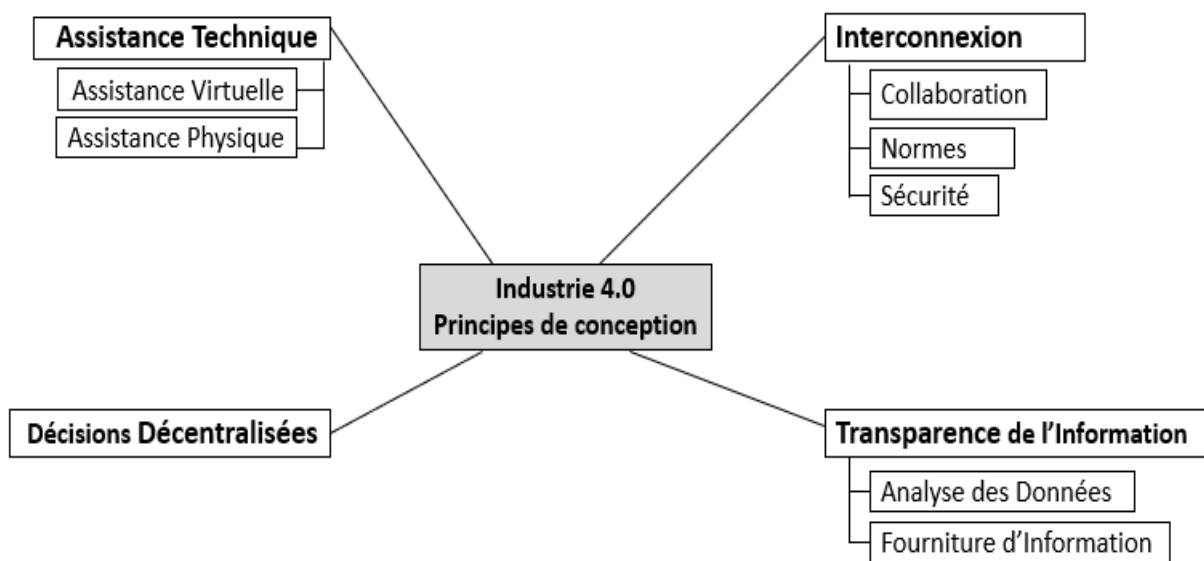 Assistance Technique
Assistance Virtuelle
Assistance Physique
Interconnexion
Collaboration
Normes
Sécurité
Industrie 4.0
Principes de conception
Décisions Décentralisées
Transparence de l’Information
Analyse des Données
Fourniture d’Information